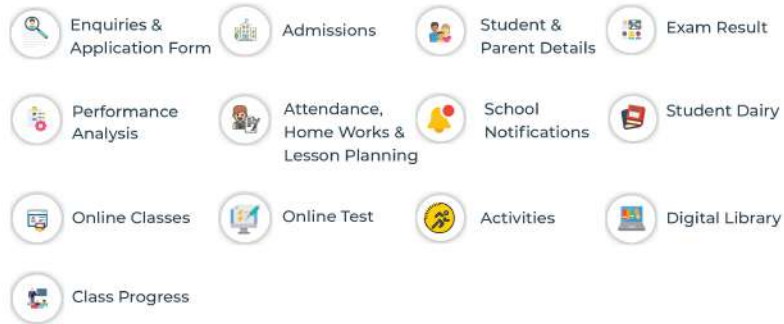 Enquiries &
Application Form
Admissions
Student &
Parent Details
Exam Result
Performance
Analysis
Attendance,
Home Works &
Lesson Planning
School
Notifications
Student Dairy
Online Classes
Online Test
Activities
Digital Library
Class Progress